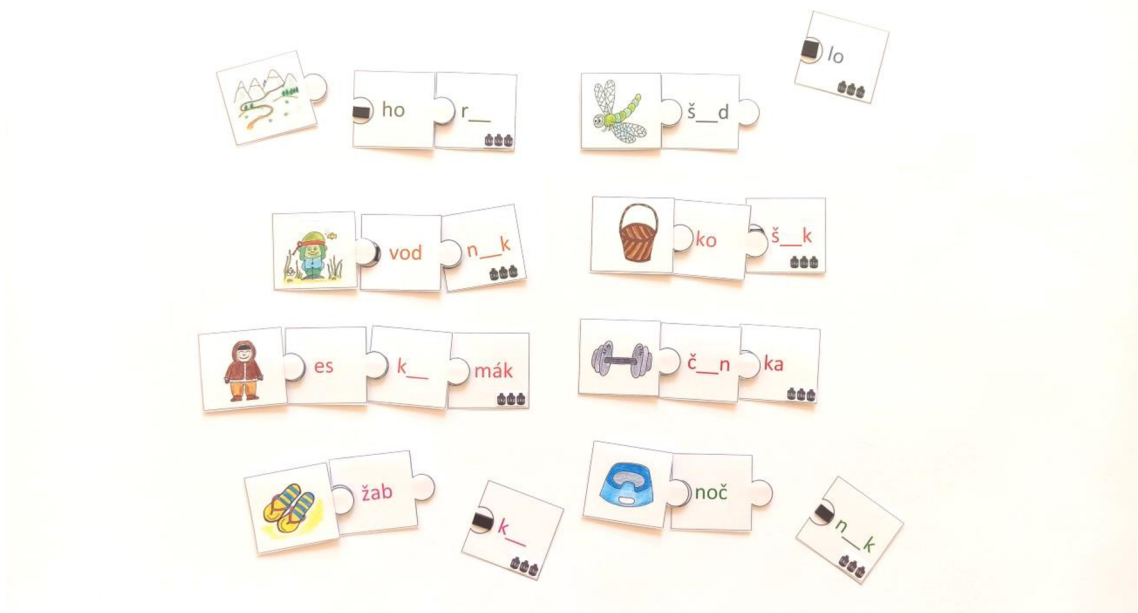 lo
ho r__
š__d
vod n__k
ko š__k
es k__ mák
č__n ka
žab k__
noč n__k